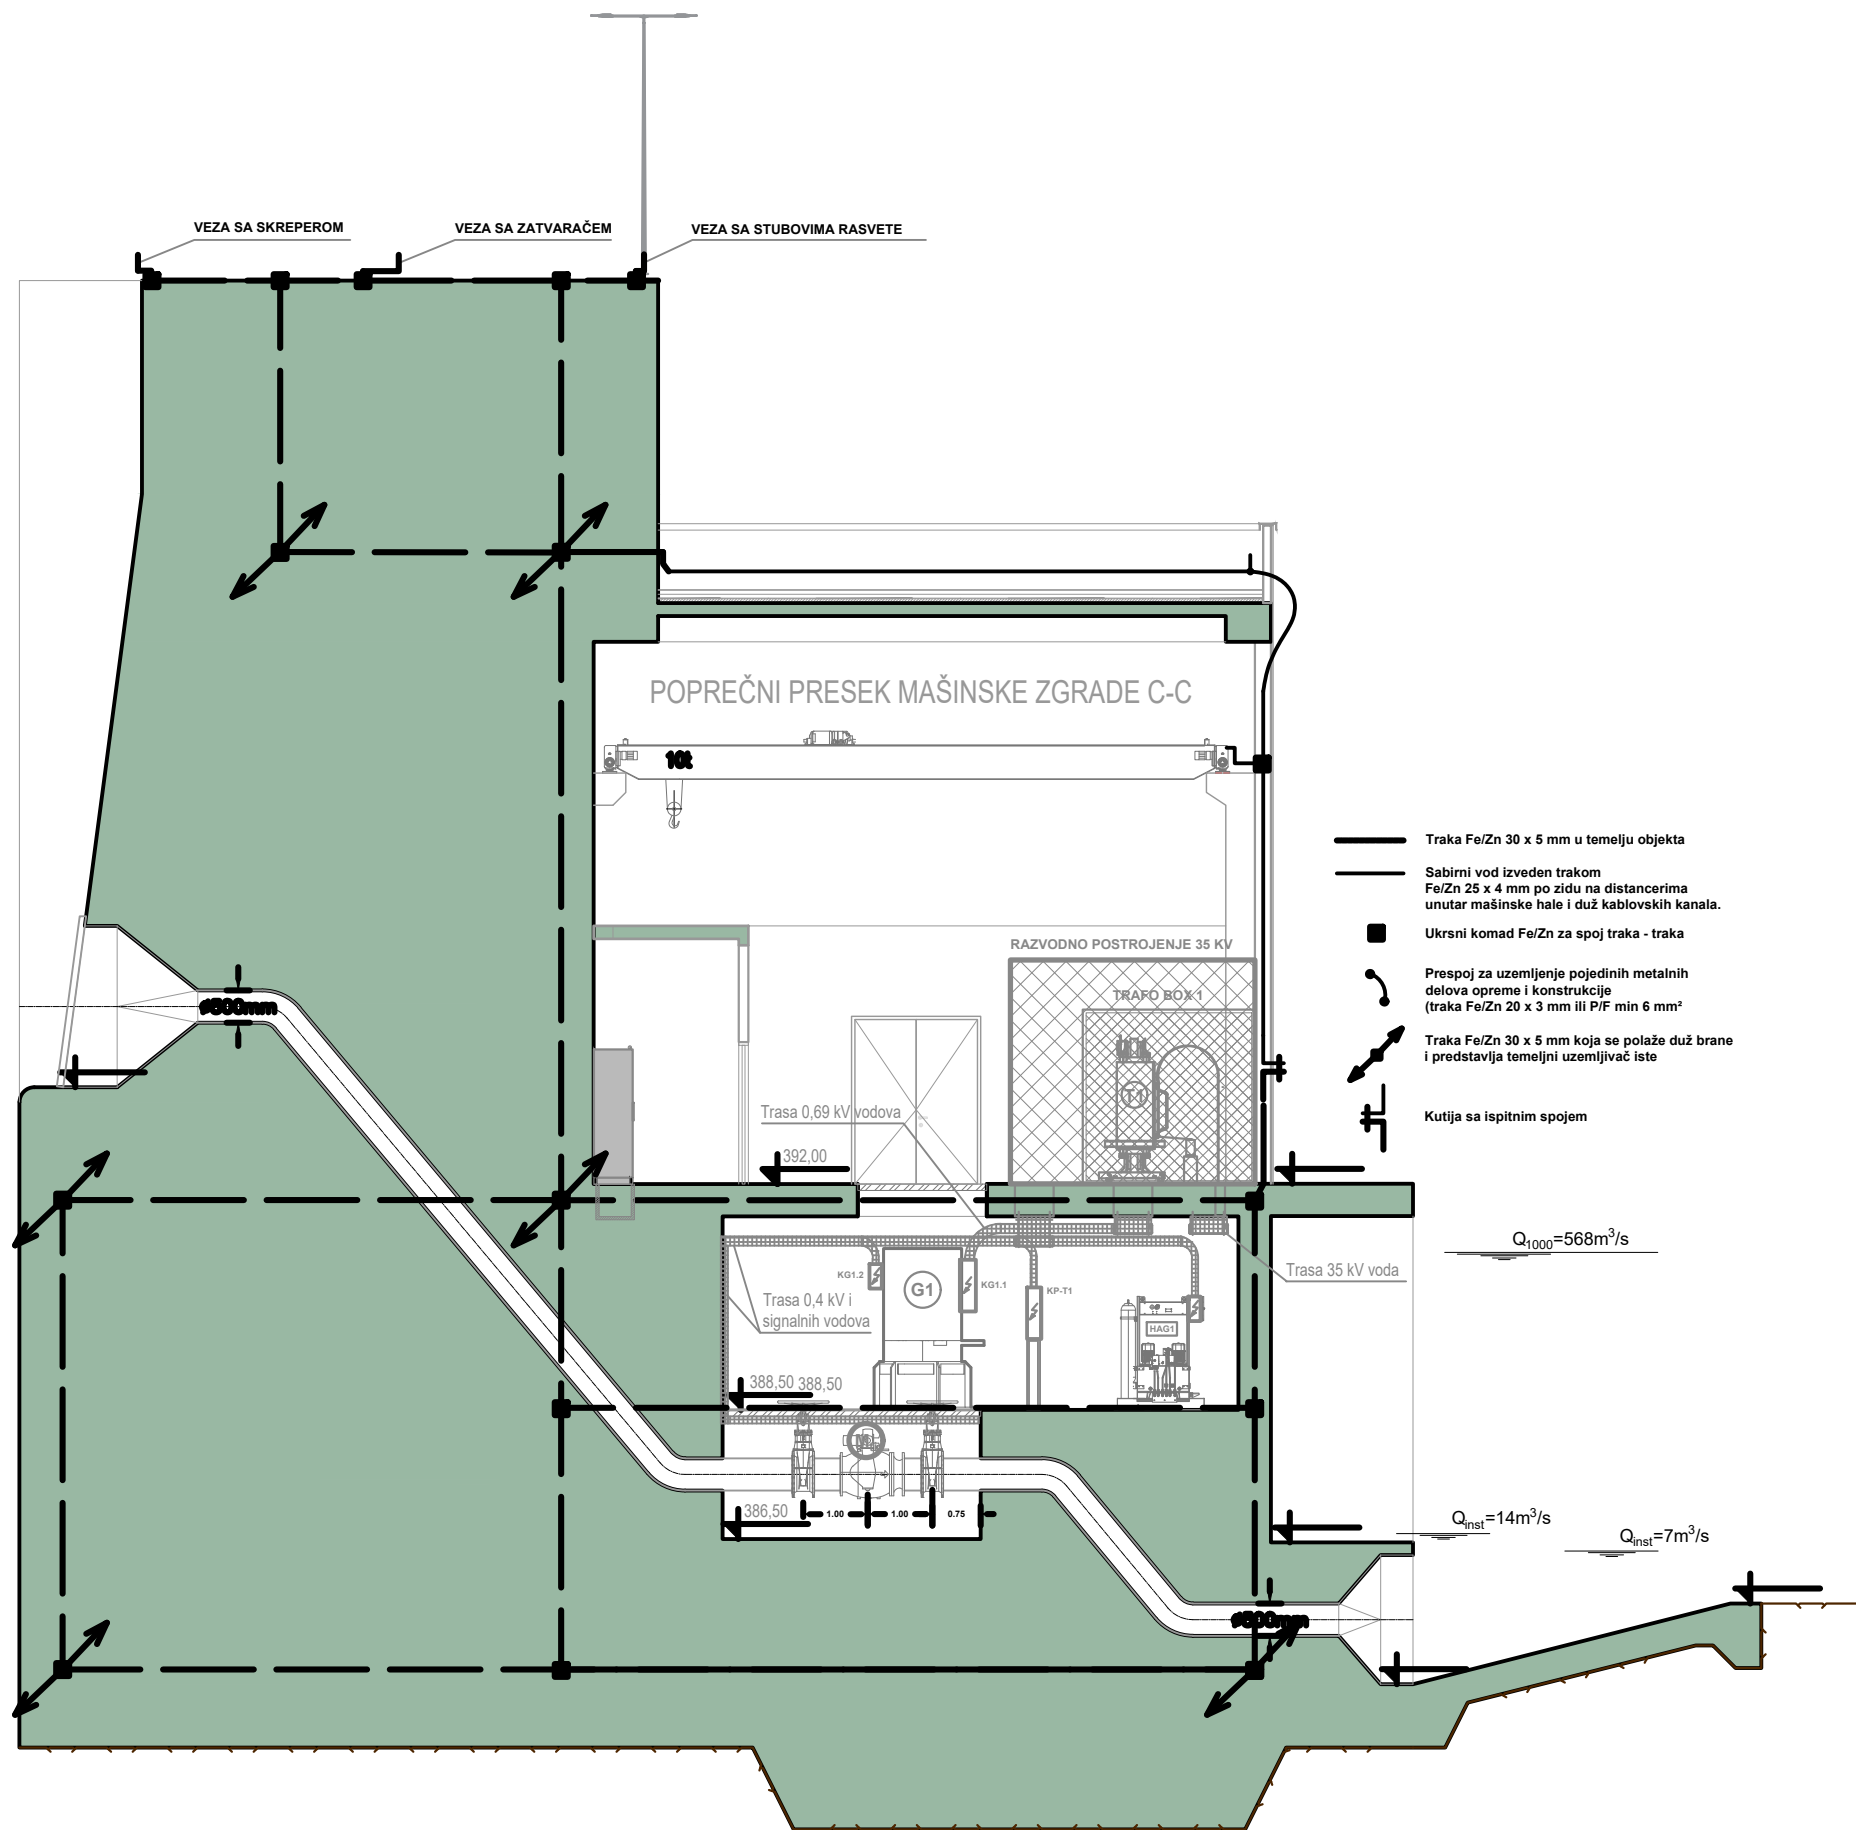 VEZA SA SKREPEROM
VEZA SA ZATVARAČEM
VEZA SA STUBOVIMA RASVETE
POPREČNI PRESEK MAŠINSKE ZGRADE C-C
10t
Traka Fe/Zn 30 x 5 mm u temelju objekta
Sabirni vod izveden trakom
Fe/Zn 25 x 4 mm po zidu na distancerima
unutar mašinske hale i duž kablovskih kanala.
Ukrsni komad Fe/Zn za spoj traka - traka
Prespoj za uzemljenje pojedinih metalnih
delova opreme i konstrukcije
(traka Fe/Zn 20 x 3 mm ili P/F min 6 mm²
Traka Fe/Zn 30 x 5 mm koja se polaže duž brane
i predstavlja temeljni uzemljivač iste
Kutija sa ispitnim spojem
RAZVODNO POSTROJENJE 35 KV
TRAFO BOX 1
T1
ø500mm
Trasa 0,69 kV vodova
392,00
Q1000=568m³/s
Trasa 35 kV voda
KG1.2
G1
KG1.1
KP-T1
HAG1
Trasa 0,4 kV i
signalnih vodova
388,50 388,50
M
386,50
1.00
1.00
0.75
Qinst=14m³/s
Qinst=7m³/s
ø500mm